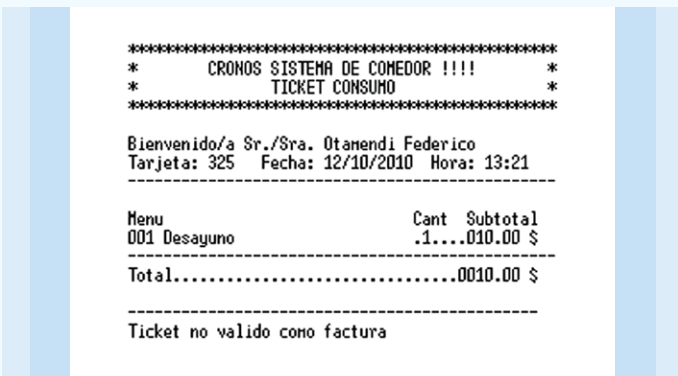 ************************************************
* CRONOS SISTEMA DE COMEDOR !!!! *
* TICKET CONSUMO *
************************************************
Bienvenido/a Sr./Sra. Otamendi Federico
Tarjeta: 325 Fecha: 12/10/2010 Hora: 13:21
------------------------------------------------
Menu Cant Subtotal
001 Desayuno .1....010.00 $
------------------------------------------------
Total................................0010.00 $
----------------------------------------------
Ticket no valido como factura